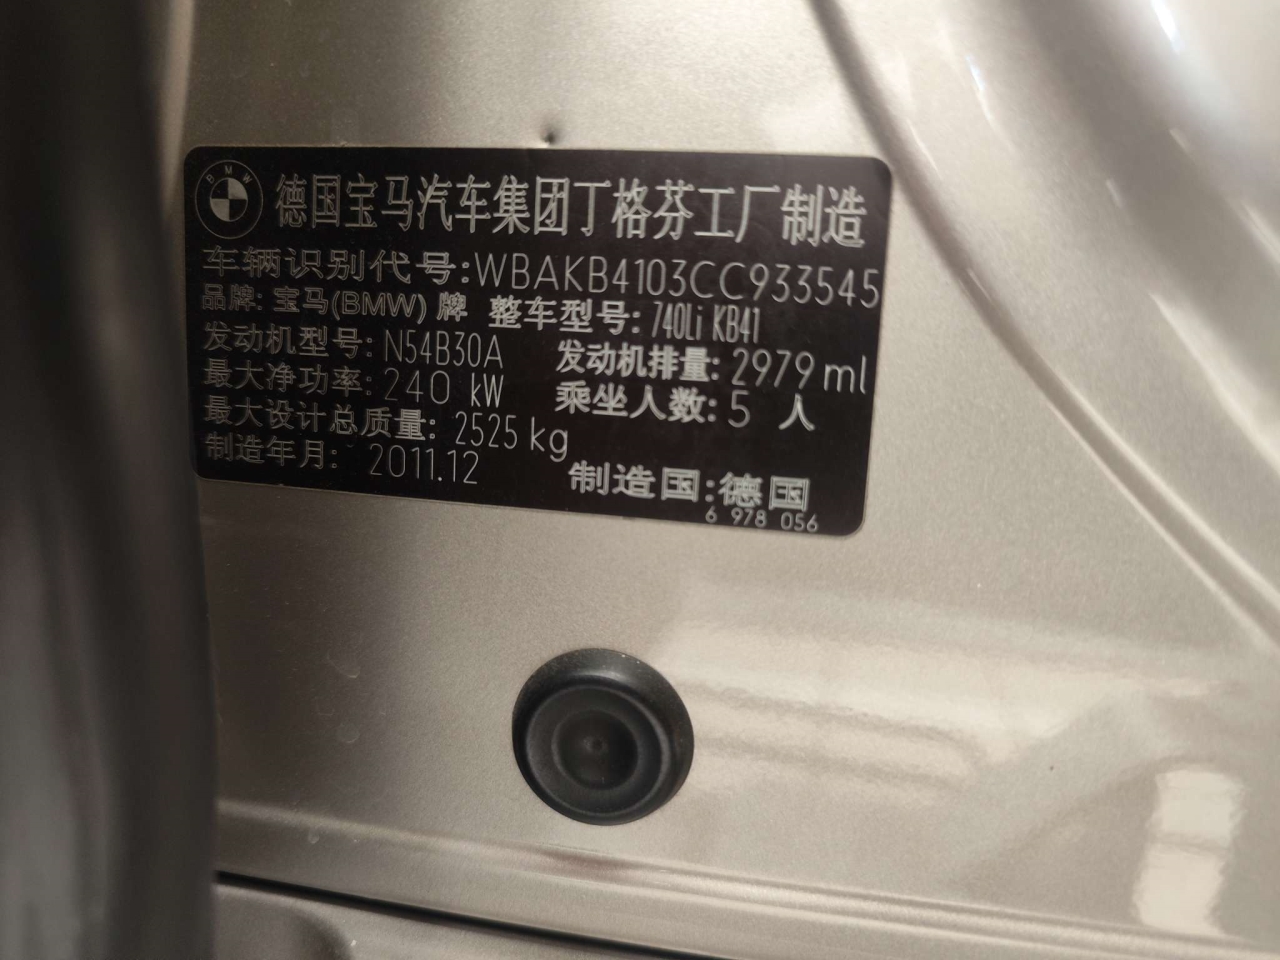 BMW 德国宝马汽车集团丁格芬工厂制造
车辆识别代号:WBAKB4103CC933545
品牌: 宝马(BMW) 牌 整车型号: 740Li KB41
发动机型号: N54B30A 发动机排量: 2979 ml
最大净功率: 240 kW 乘坐人数: 5 人
最大设计总质量: 2525 kg
制造年月: 2011.12 制造国:德国
6 978 056